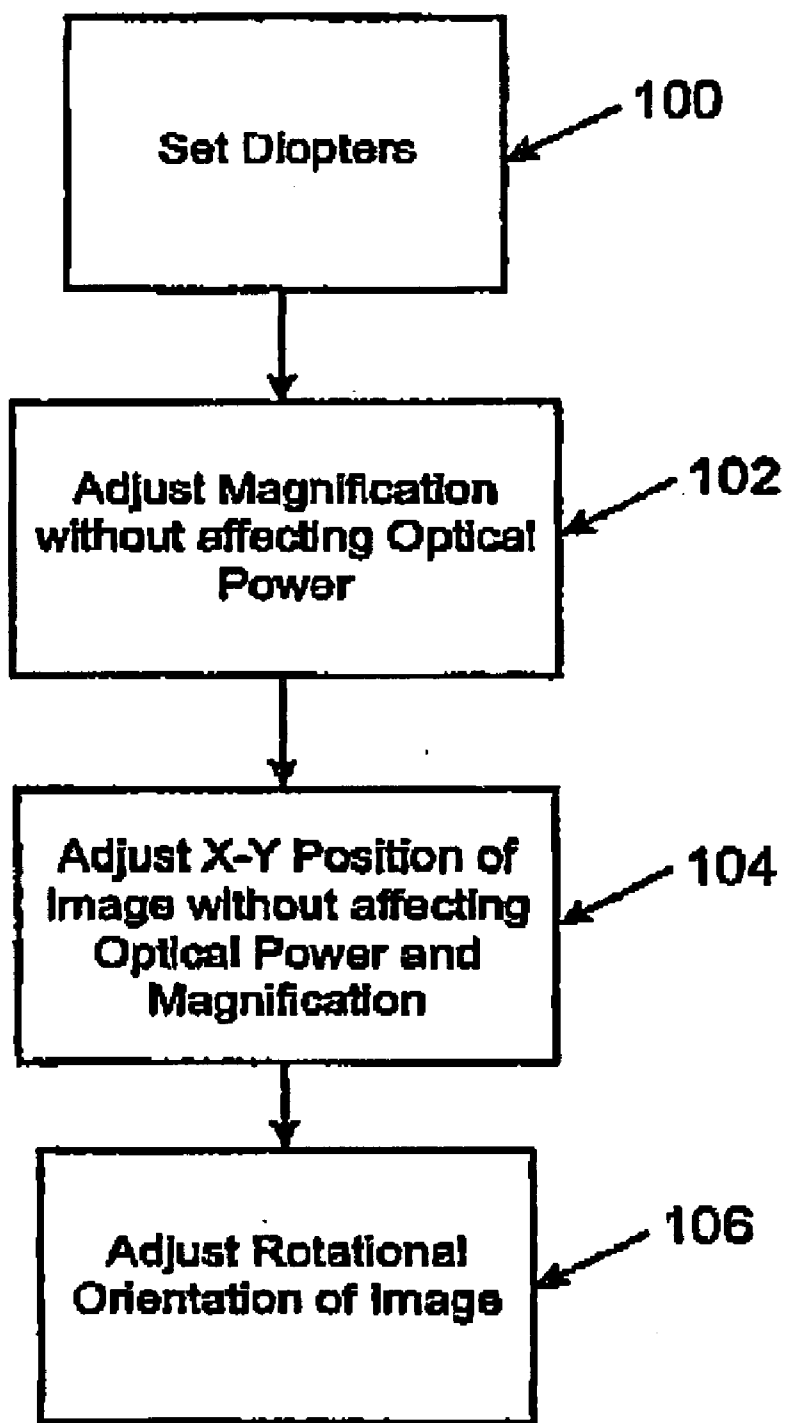 Set Diopters
100
Adjust Magnification
without affecting Optical
Power
102
Adjust X-Y Position of
Image without affecting
Optical Power and
Magnification
104
Adjust Rotational
Orientation of Image
106